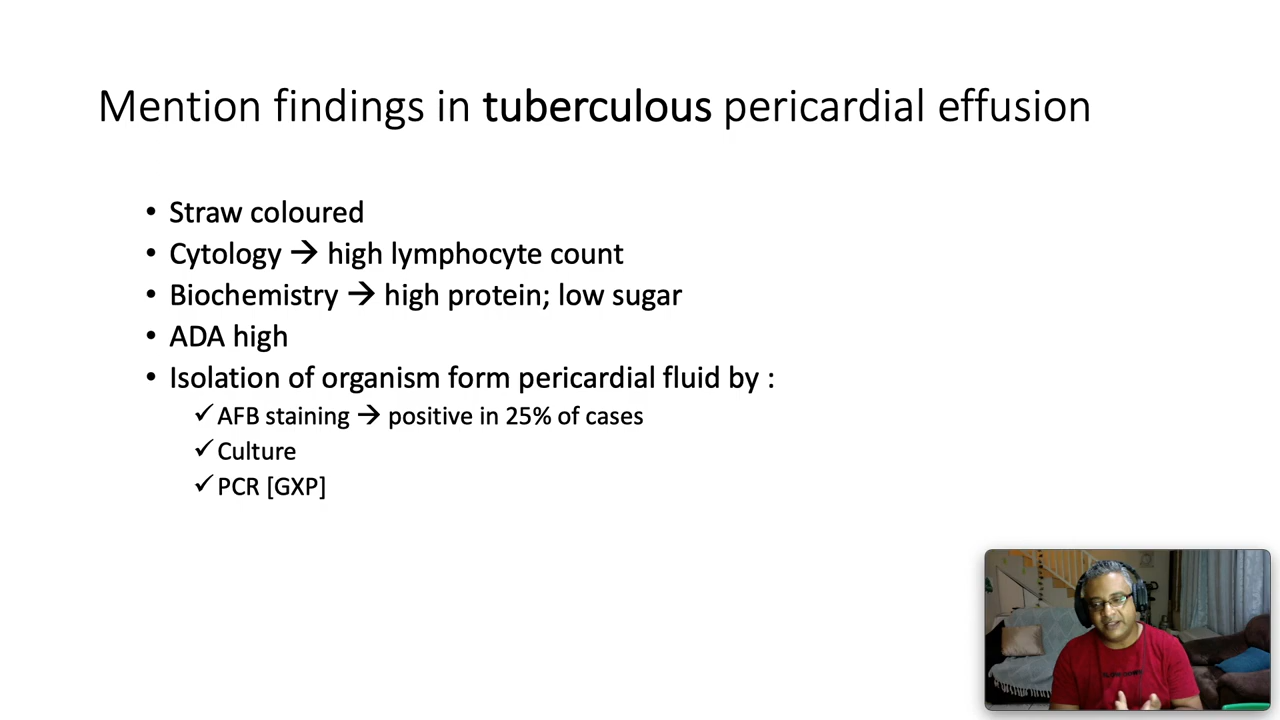 Mention findings in tuberculous pericardial effusion
• Straw coloured
• Cytology → high lymphocyte count
• Biochemistry → high protein; low sugar
• ADA high
• Isolation of organism form pericardial fluid by :
✓ AFB staining → positive in 25% of cases
✓ Culture
✓ PCR [GXP]